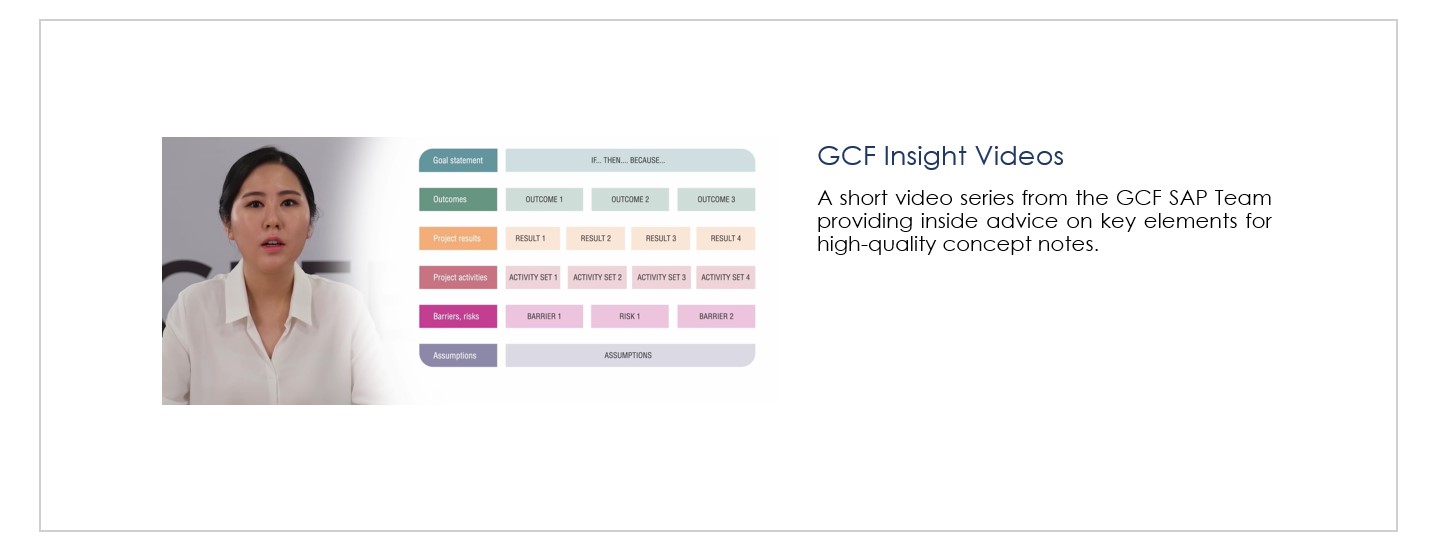 Goal statement IF... THEN.... BECAUSE...
Outcomes OUTCOME 1 OUTCOME 2 OUTCOME 3
Project results RESULT 1 RESULT 2 RESULT 3 RESULT 4
Project activities ACTIVITY SET 1 ACTIVITY SET 2 ACTIVITY SET 3 ACTIVITY SET 4
Barriers, risks BARRIER 1 RISK 1 BARRIER 2
Assumptions ASSUMPTIONS
GCF Insight Videos
A short video series from the GCF SAP Team
providing inside advice on key elements for
high-quality concept notes.